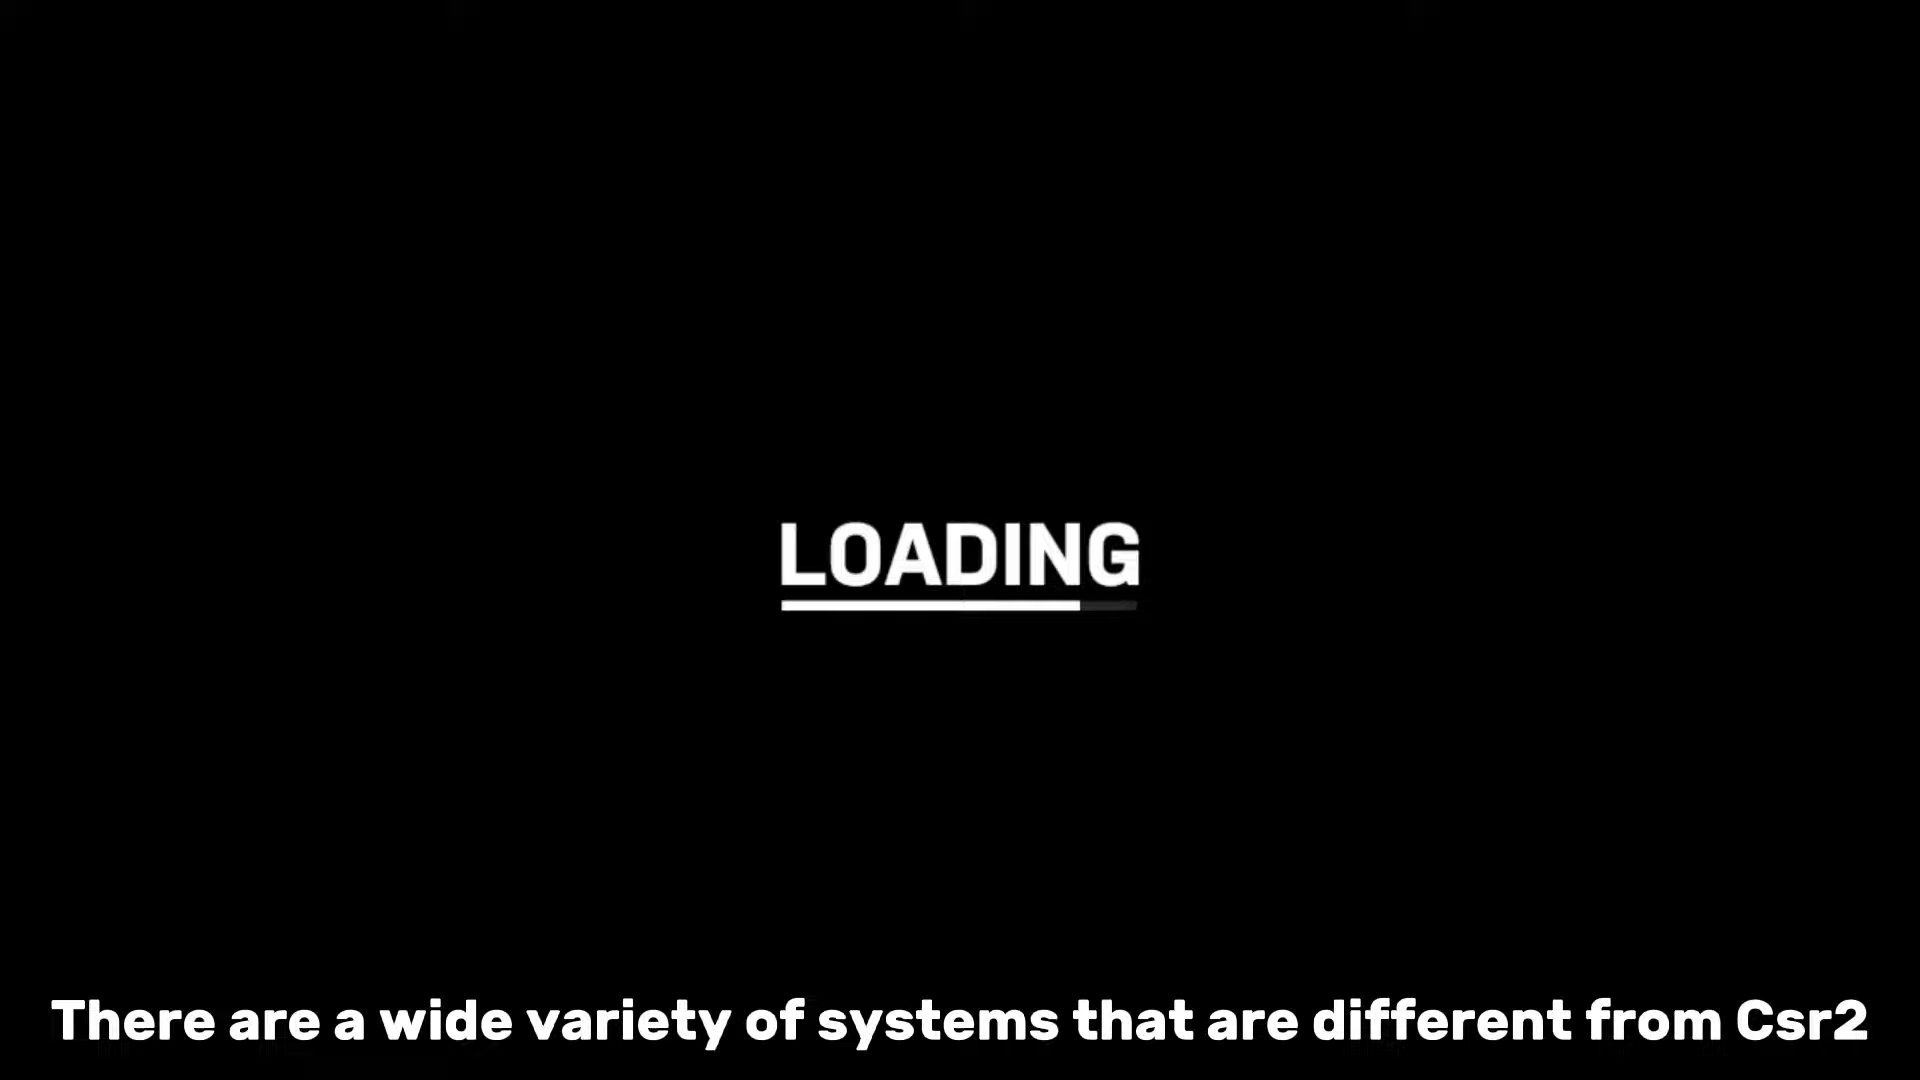 LOADING
There are a wide variety of systems that are different from Csr2